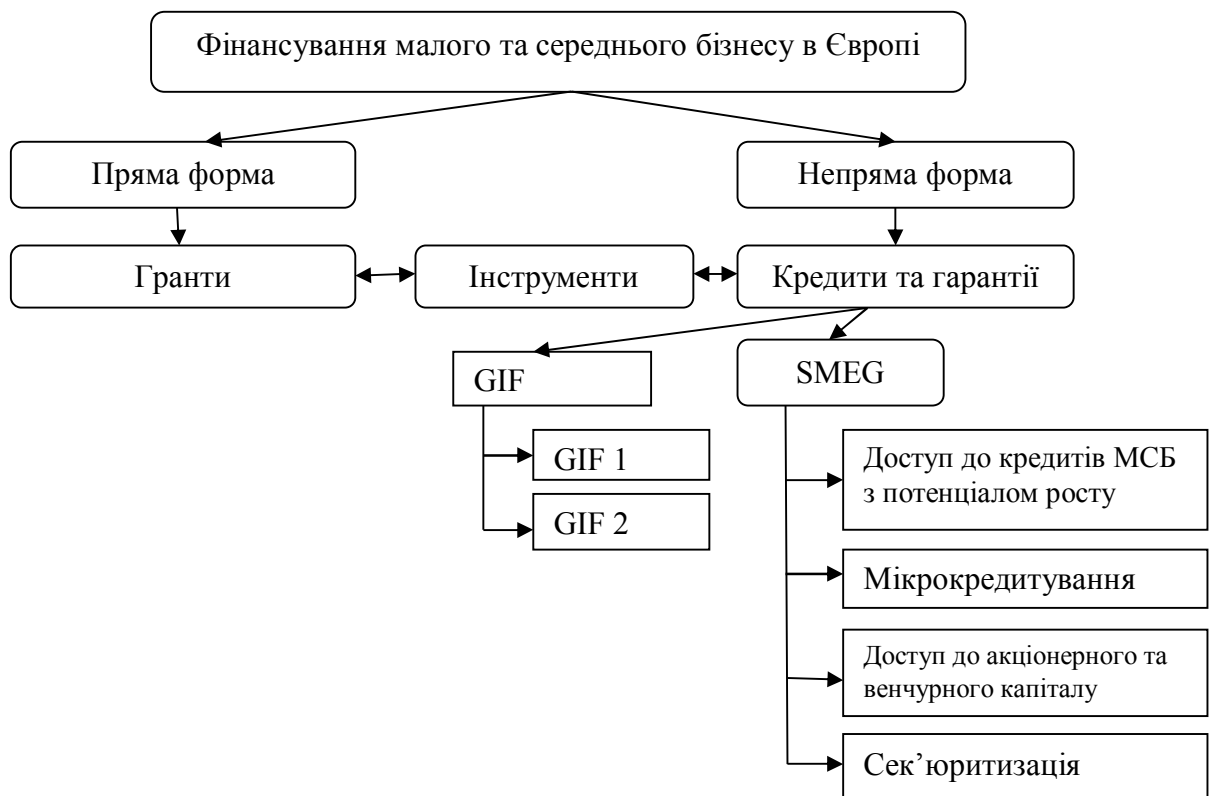 Фінансування малого та середнього бізнесу в Європі
Пряма форма
Непряма форма
Гранти
Інструменти
Кредити та гарантії
GIF
SMEG
GIF 1
GIF 2
Доступ до кредитів МСБ
з потенціалом росту
Мікрокредитування
Доступ до акціонерного та
венчурного капіталу
Сек’юритизація